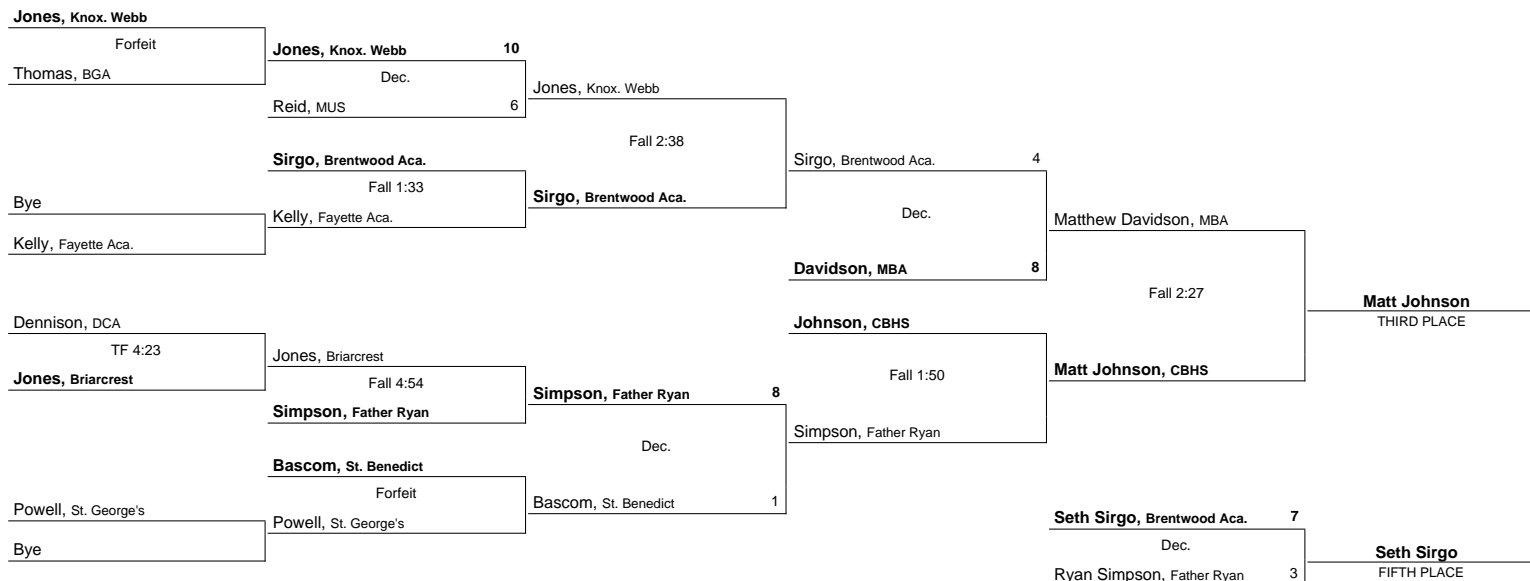 Jones, Knox. Webb
Forfeit
Thomas, BGA
Bye
Kelly, Fayette Aca.
Dennison, DCA
TF 4:23
Jones, Briarcrest
Powell, St. George's
Bye
Jones, Knox. Webb 10
Dec.
Reid, MUS 6
Sirgo, Brentwood Aca.
Fall 1:33
Kelly, Fayette Aca.
Jones, Briarcrest
Fall 4:54
Simpson, Father Ryan
Bascom, St. Benedict
Forfeit
Powell, St. George's
Jones, Knox. Webb
Fall 2:38
Sirgo, Brentwood Aca.
Simpson, Father Ryan 8
Dec.
Bascom, St. Benedict 1
Sirgo, Brentwood Aca. 4
Dec.
Davidson, MBA 8
Johnson, CBHS
Fall 1:50
Simpson, Father Ryan
Matthew Davidson, MBA
Fall 2:27
Matt Johnson, CBHS
Matt Johnson
THIRD PLACE
Seth Sirgo, Brentwood Aca. 7
Dec.
Ryan Simpson, Father Ryan 3
Seth Sirgo
FIFTH PLACE